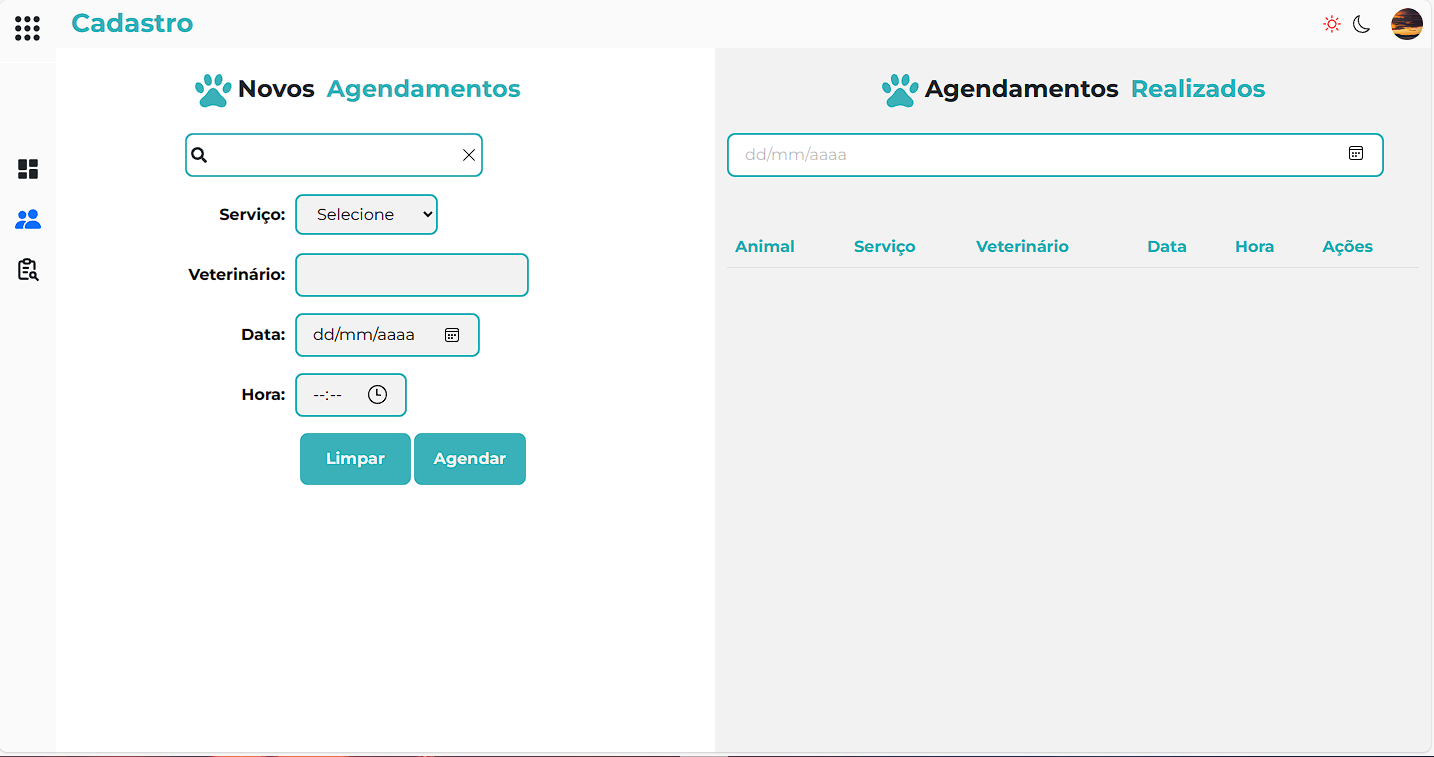 Cadastro
Novos Agendamentos
Serviço: Selecione
Veterinário:
Data: dd/mm/aaaa
Hora: --:--
Limpar Agendar
Agendamentos Realizados
dd/mm/aaaa
Animal Serviço Veterinário Data Hora Ações